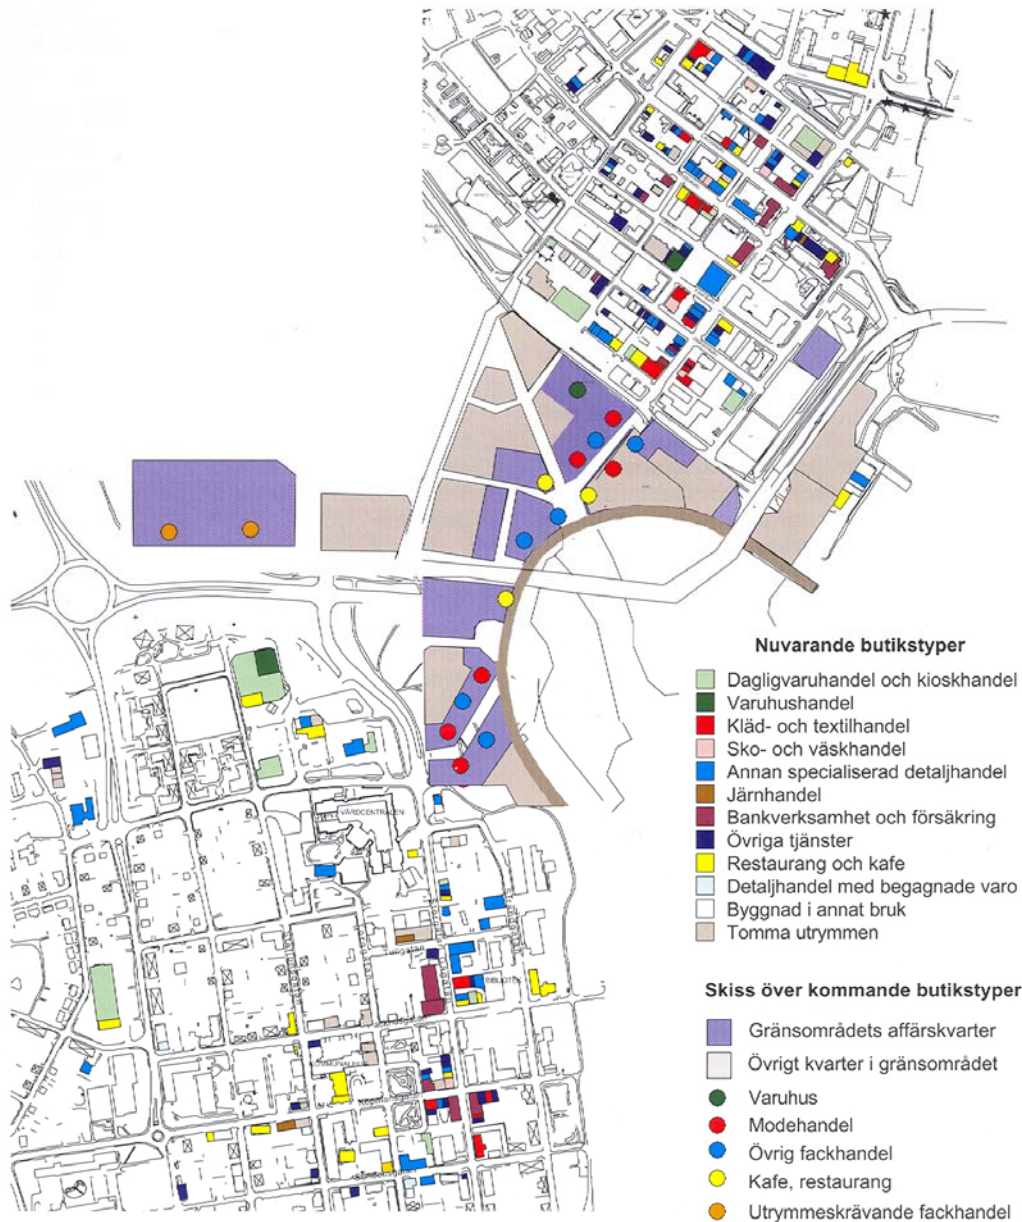 VÅRDCENTRALEN
BIBLIOTEK
Nuvarande butikstyper
Dagligvaruhandel och kioskhandel
Varuhushandel
Kläd- och textilhandel
Sko- och väskhandel
Annan specialiserad detaljhandel
Järnhandel
Bankverksamhet och försäkring
Övriga tjänster
Restaurang och kafe
Detaljhandel med begagnade varo
Byggnad i annat bruk
Tomma utrymmen
Skiss över kommande butikstyper
Gränsområdets affärskvarter
Övrigt kvarter i gränsområdet
Varuhus
Modehandel
Övrig fackhandel
Kafe, restaurang
Utrymmeskrävande fackhandel